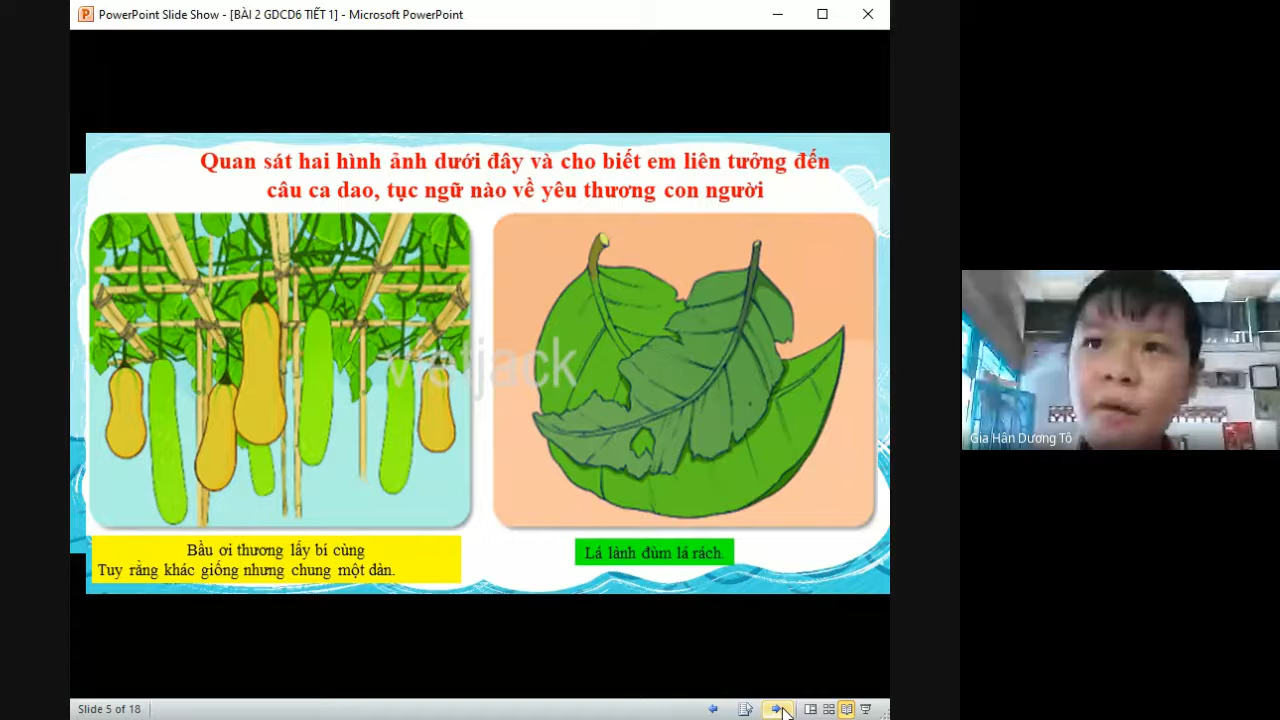 PowerPoint Slide Show - [BÀI 2 GDCD6 TIẾT 1] - Microsoft PowerPoint
Quan sát hai hình ảnh dưới đây và cho biết em liên tưởng đến
câu ca dao, tục ngữ nào về yêu thương con người
vietjack
Bầu ơi thương lấy bí cùng
Tuy rằng khác giống nhưng chung một dàn.
Lá lành đùm lá rách.
Gia Hân Dương Tô
Slide 5 of 18